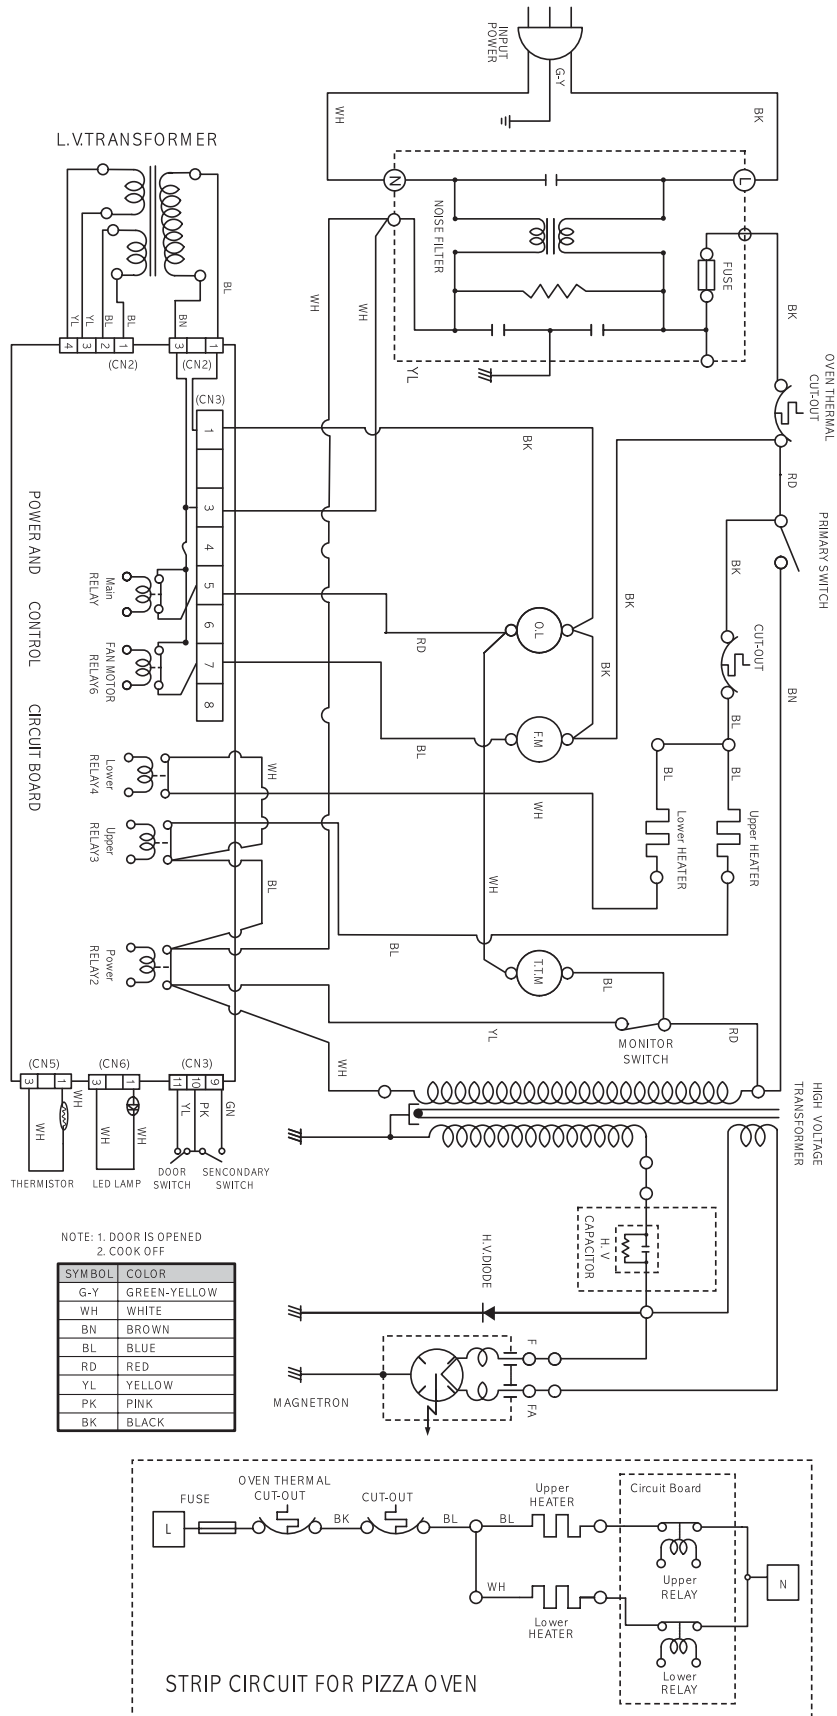 INPUT
POWER
G-Y
WH
BK
L.V.TRANSFORMER
N
L
NOISE FILTER
FUSE
WH
WH
BL
BN
YL
YL
BL
BL
BK
YL
4
3
2
1
3
1
(CN2)
(CN2)
OVEN THERMAL
CUT-OUT
(CN3)
1
3
4
5
6
7
8
BK
RD
PRIMARY SWITCH
BK
BK
CUT-OUT
POWER AND CONTROL CIRCUIT BOARD
Main
RELAY
FAN MOTOR
RELAY6
O.L
RD
BK
BN
F.M
BL
BL
BL
BL
Lower
RELAY4
WH
WH
Lower HEATER
Upper HEATER
Upper
RELAY3
BL
WH
Power
RELAY2
BL
T.T.M
BL
YL
MONITOR
SWITCH
RD
WH
(CN5)
(CN6)
(CN3)
3
1
3
1
11
10
9
WH
YL
PK
GN
WH
WH
WH
THERMISTOR
LED LAMP
DOOR
SWITCH
SENCONDARY
SWITCH
HIGH VOLTAGE
TRANSFORMER
H.V
CAPACITOR
H.V.DIODE
F
FA
MAGNETRON
NOTE: 1. DOOR IS OPENED
2. COOK OFF
SYMBOL COLOR
G-Y GREEN-YELLOW
WH WHITE
BN BROWN
BL BLUE
RD RED
YL YELLOW
PK PINK
BK BLACK
L
FUSE
OVEN THERMAL
CUT-OUT
BK
CUT-OUT
BL
BL
Upper
HEATER
Circuit Board
Upper
RELAY
N
WH
Lower
HEATER
Lower
RELAY
STRIP CIRCUIT FOR PIZZA OVEN